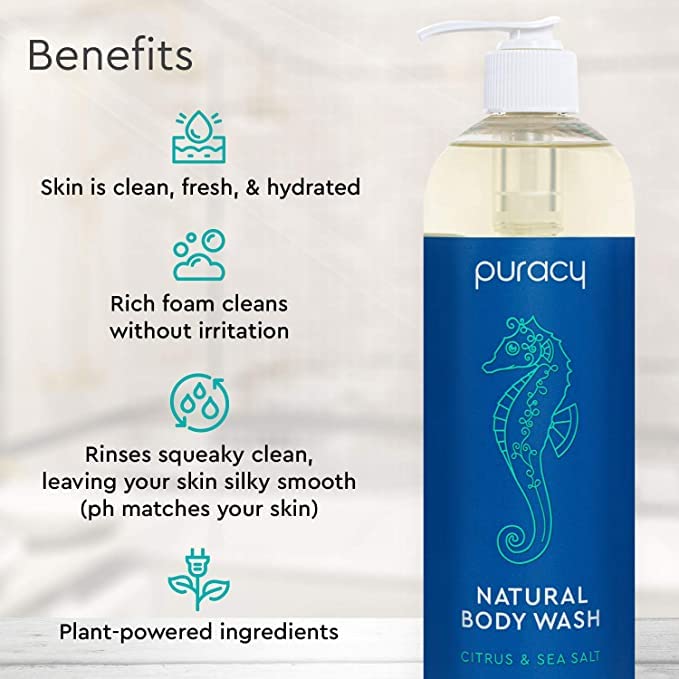 Benefits
Skin is clean, fresh, & hydrated
Rich foam cleans
without irritation
Rinses squeaky clean,
leaving your skin silky smooth
(ph matches your skin)
Plant-powered ingredients
puracy
NATURAL
BODY WASH
CITRUS & SEA SALT